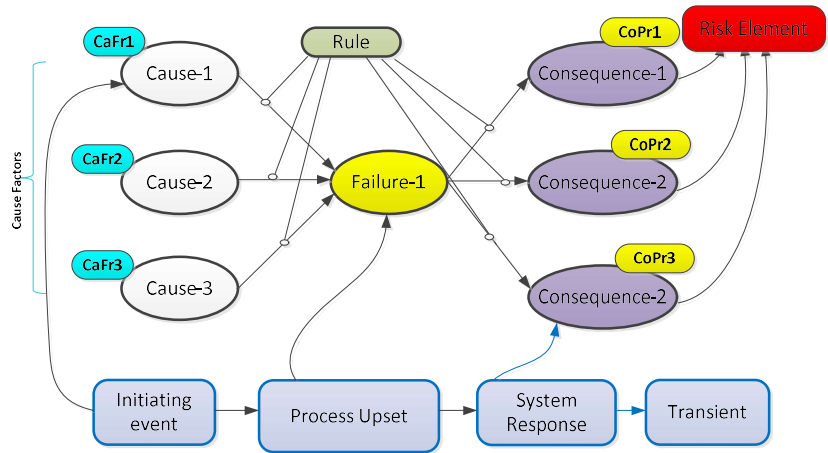 CaFr1
Rule
CoPr1
Risk Element
Cause-1
Consequence-1
CaFr2
CoPr2
Cause-2
Failure-1
Consequence-2
Cause Factors
CaFr3
CoPr3
Cause-3
Consequence-2
Initiating
event
Process Upset
System
Response
Transient